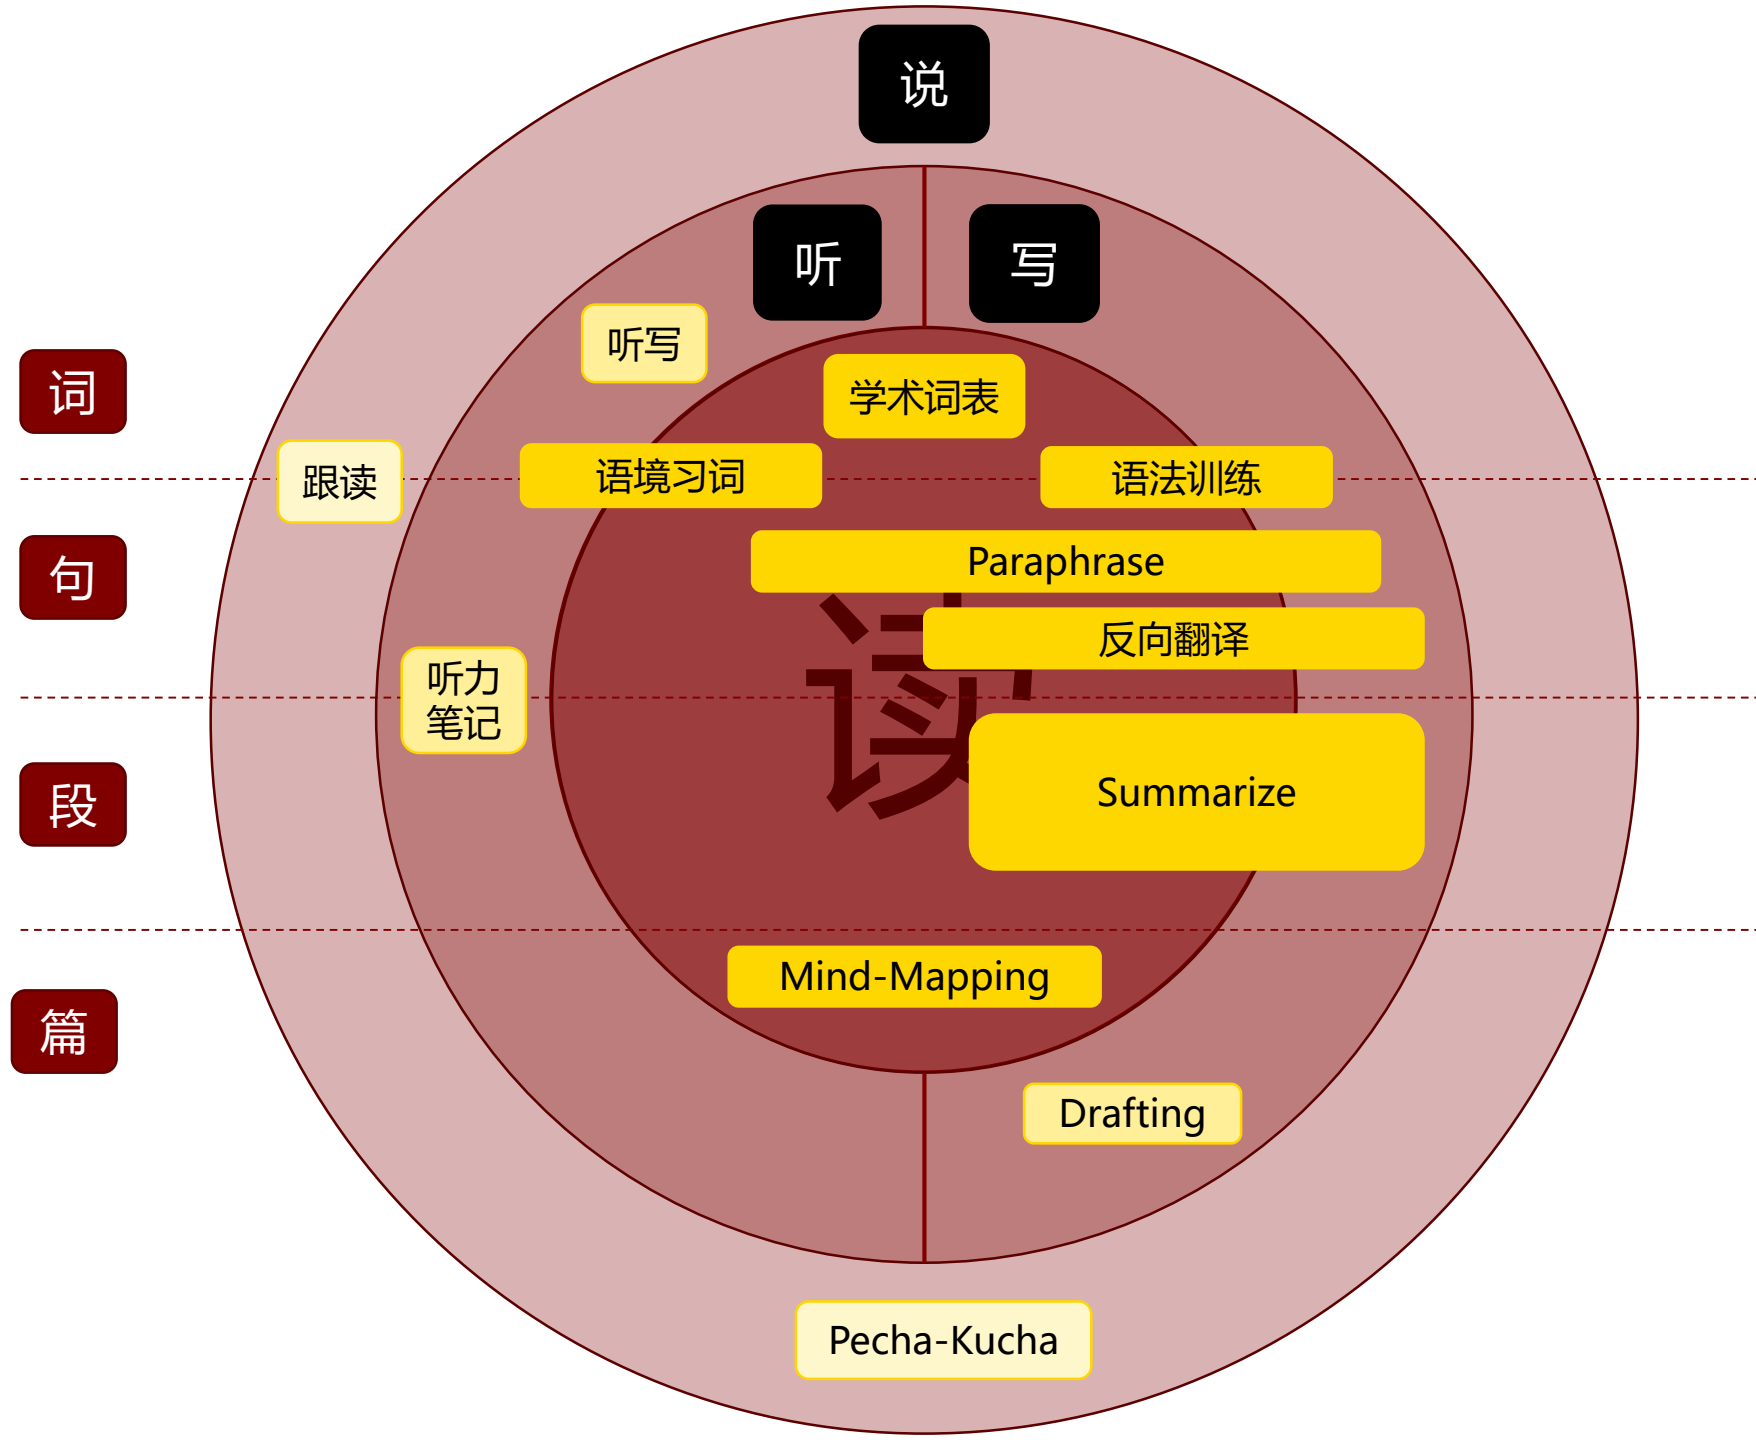 说
听
写
听写
词
学术词表
跟读
语境习词
语法训练
句
Paraphrase
反向翻译
读
听力
笔记
段
Summarize
Mind-Mapping
篇
Drafting
Pecha-Kucha